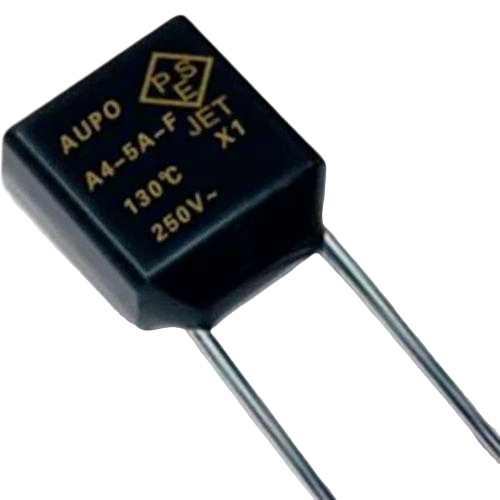 AUPO
PSE
JET
A4-5A-F
X1
130℃
250V~